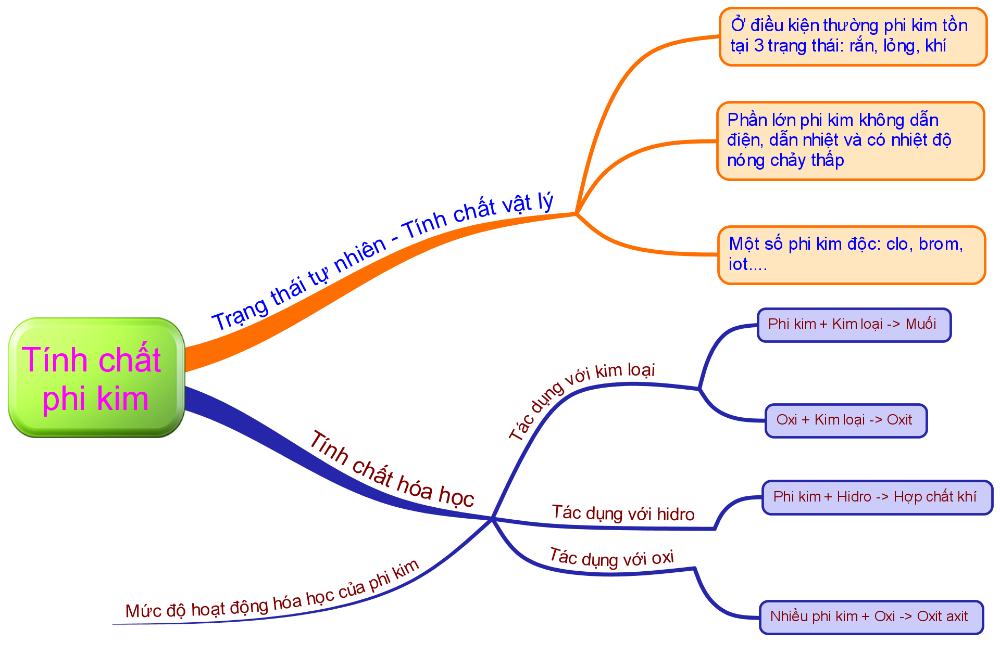 Tính chất
phi kim
Trạng thái tự nhiên - Tính chất vật lý
Ở điều kiện thường phi kim tồn
tại 3 trạng thái: rắn, lỏng, khí
Phần lớn phi kim không dẫn
điện, dẫn nhiệt và có nhiệt độ
nóng chảy thấp
Một số phi kim độc: clo, brom,
iot....
Tính chất hóa học
Tác dụng với kim loại
Phi kim + Kim loại -> Muối
Oxi + Kim loại -> Oxit
Tác dụng với hidro
Phi kim + Hidro -> Hợp chất khí
Tác dụng với oxi
Nhiều phi kim + Oxi -> Oxit axit
Mức độ hoạt động hóa học của phi kim